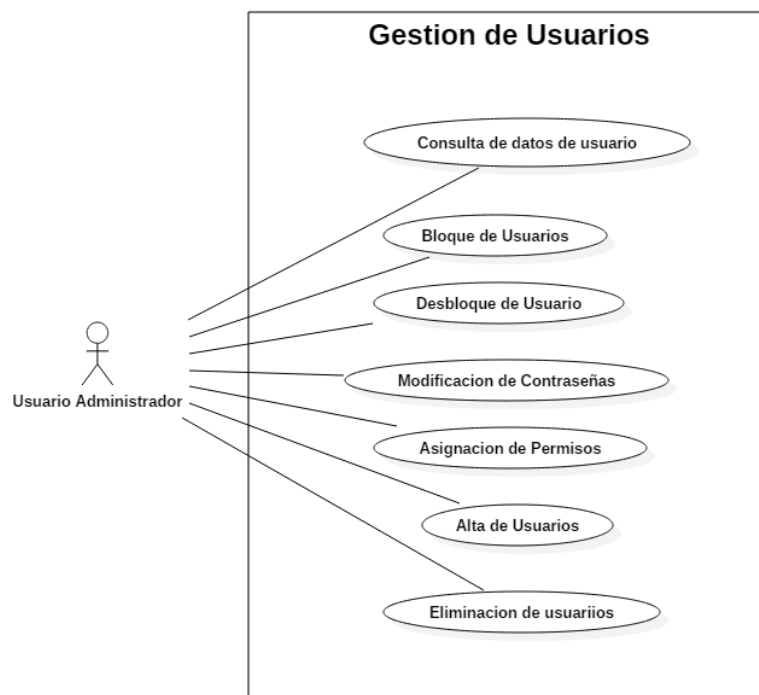 Gestion de Usuarios
Consulta de datos de usuario
Bloque de Usuarios
Desbloque de Usuario
Modificacion de Contraseñas
Usuario Administrador
Asignacion de Permisos
Alta de Usuarios
Eliminacion de usuariios